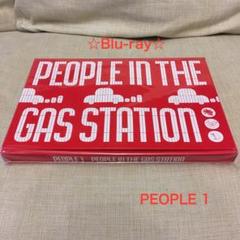 ☆Blu-ray☆
PEOPLE IN THE
GAS STATION
PEOPLE 1 PEOPLE IN THE GAS STATION
PEOPLE 1